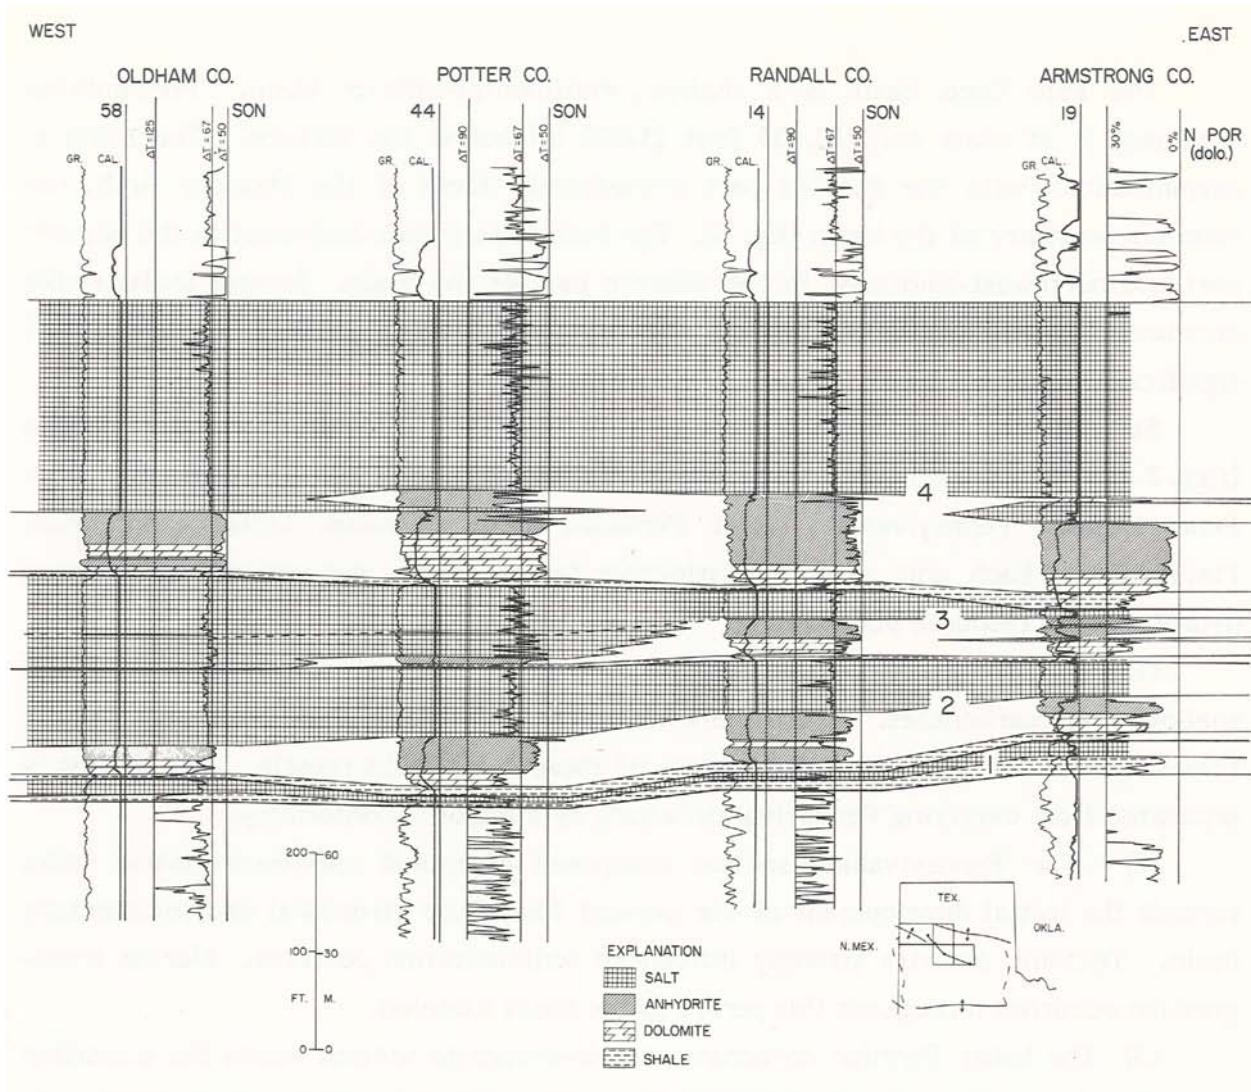 WEST
EAST
OLDHAM CO.
POTTER CO.
RANDALL CO.
ARMSTRONG CO.
58
SON
44
SON
14
SON
19
N POR
(dolo.)
GR. CAL.
ΔT=125
ΔT=67
ΔT=50
GR. CAL.
ΔT=90
ΔT=67
ΔT=50
GR. CAL.
ΔT=90
ΔT=67
ΔT=50
GR. CAL.
30%
0%
4
3
2
1
200
60
100
30
FT.
M.
0
0
EXPLANATION
SALT
ANHYDRITE
DOLOMITE
SHALE
TEX.
OKLA.
N. MEX.